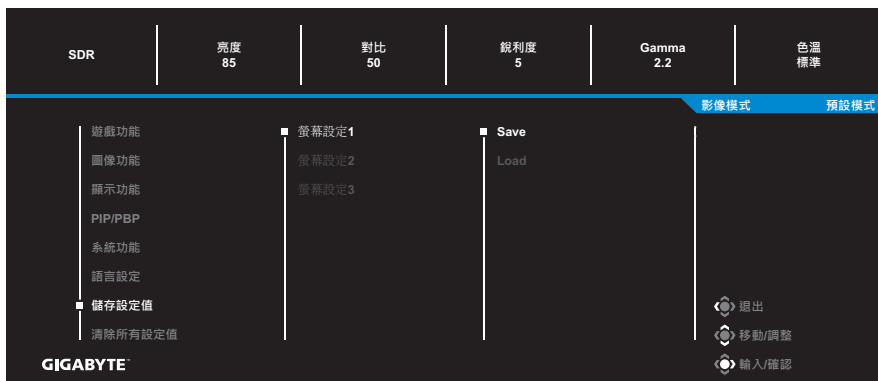 SDR
亮度
85
對比
50
銳利度
5
Gamma
2.2
色溫
標準
影像模式 預設模式
遊戲功能
圖像功能
顯示功能
PIP/PBP
系統功能
語言設定
儲存設定值
清除所有設定值
螢幕設定1
螢幕設定2
螢幕設定3
Save
Load
退出
移動/調整
輸入/確認
GIGABYTE™